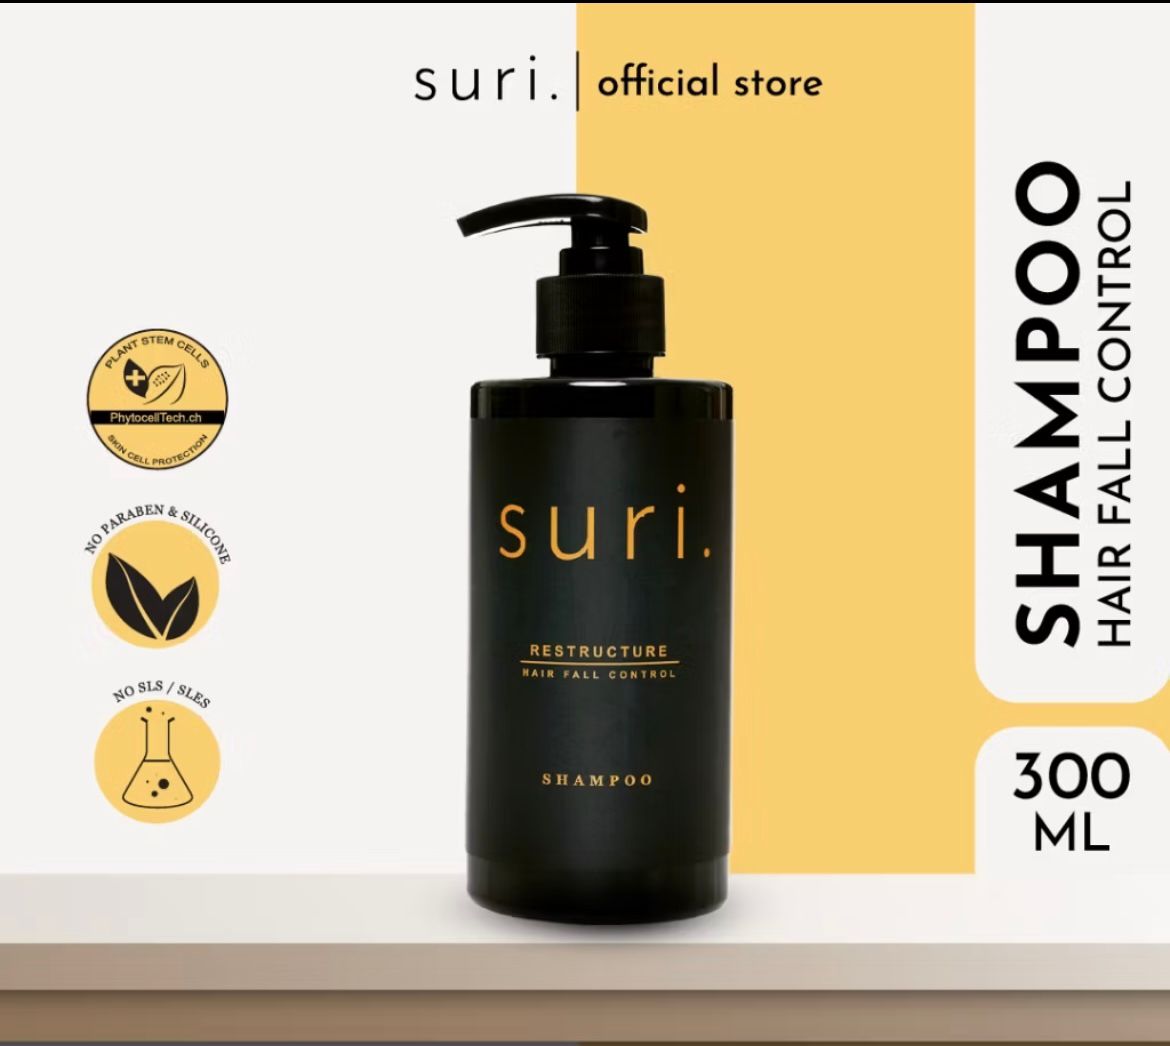 suri. | official store
PLANT STEM CELLS
PhytocellTech.ch
SKIN CELL PROTECTION
NO PARABEN & SILICONE
NO SLS / SLES
suri.
RESTRUCTURE
HAIR FALL CONTROL
SHAMPOO
SHAMPOO
HAIR FALL CONTROL
300
ML